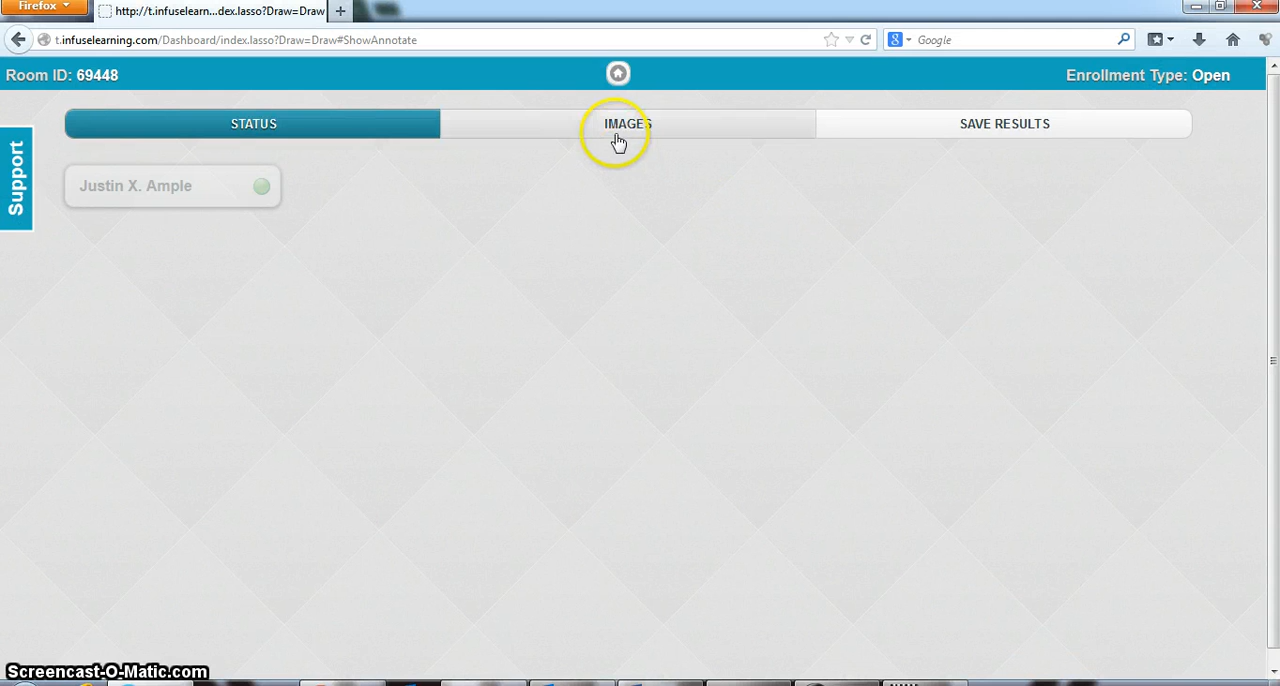 Firefox
http://t.infuselearn...dex.lasso?Draw=Draw
t.infuselearning.com/Dashboard/index.lasso?Draw=Draw#ShowAnnotate
Google
Room ID: 69448
Enrollment Type: Open
STATUS
IMAGES
SAVE RESULTS
Support
Justin X. Ample
Screencast-O-Matic.com